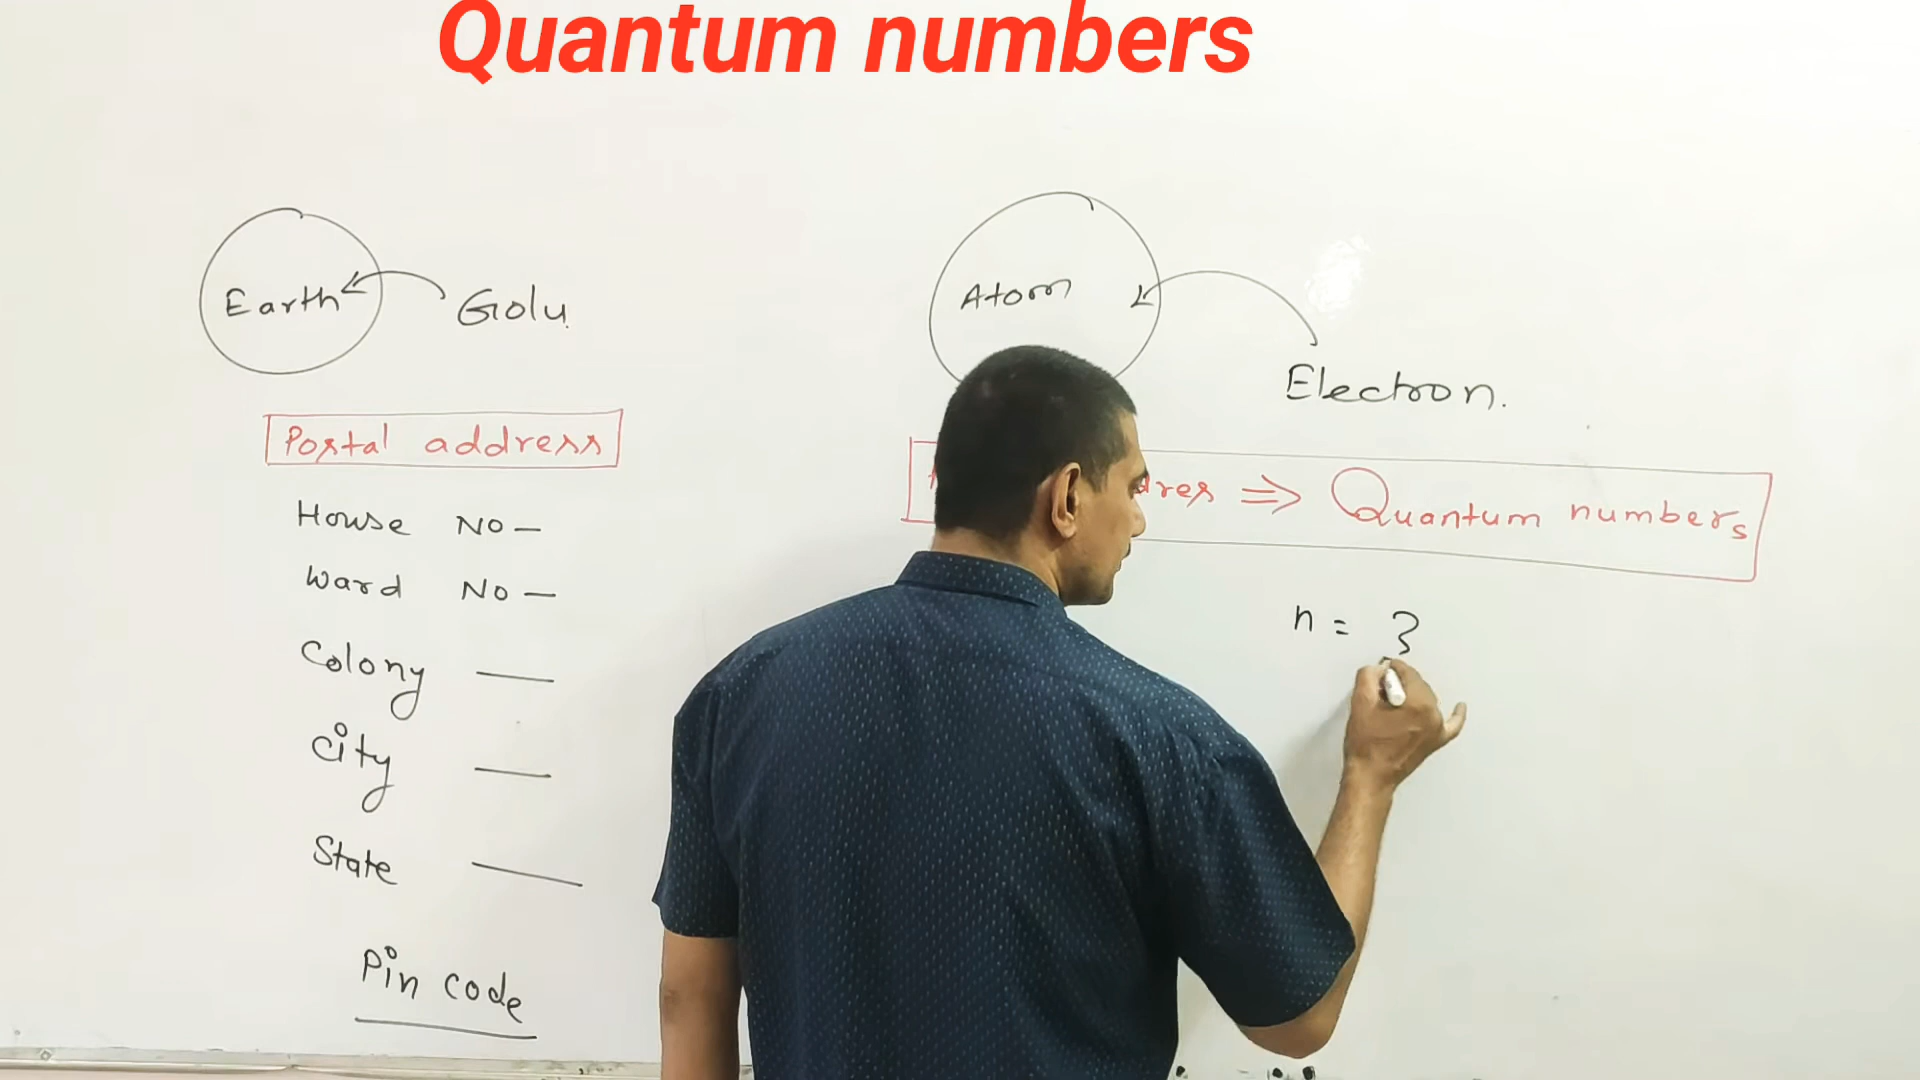 Quantum numbers
Earth
Golu
Postal address
House No —
Ward No —
Colony —
City —
State —
Pin code
Atom
Electron.
⇒ Quantum numbers
n =